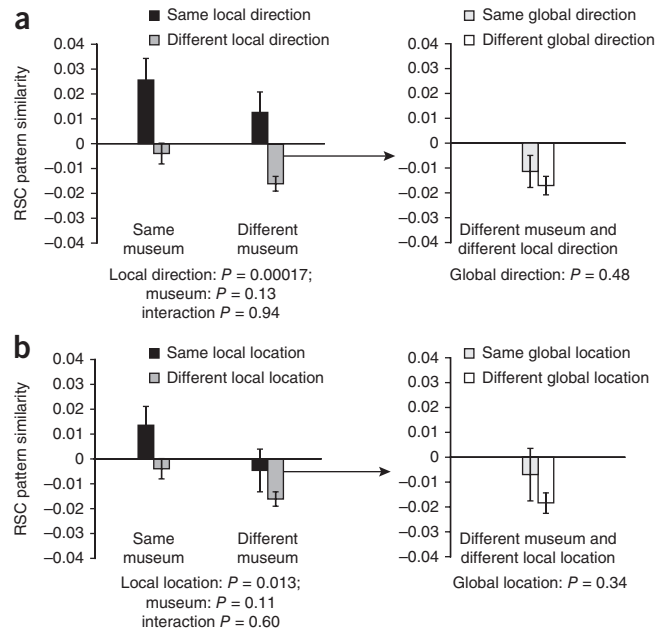 a
Same local direction
Different local direction
Same global direction
Different global direction
RSC pattern similarity
0.04
0.03
0.02
0.01
0
–0.01
–0.02
–0.03
–0.04
Same museum
Different museum
Local direction: P = 0.00017;
museum: P = 0.13
interaction P = 0.94
0.04
0.03
0.02
0.01
0
–0.01
–0.02
–0.03
–0.04
Different museum and
different local direction
Global direction: P = 0.48
b
Same local location
Different local location
Same global location
Different global location
RSC pattern similarity
0.04
0.03
0.02
0.01
0
–0.01
–0.02
–0.03
–0.04
Same museum
Different museum
Local location: P = 0.013;
museum: P = 0.11
interaction P = 0.60
0.04
0.03
0.02
0.01
0
–0.01
–0.02
–0.03
–0.04
Different museum and
different local location
Global location: P = 0.34